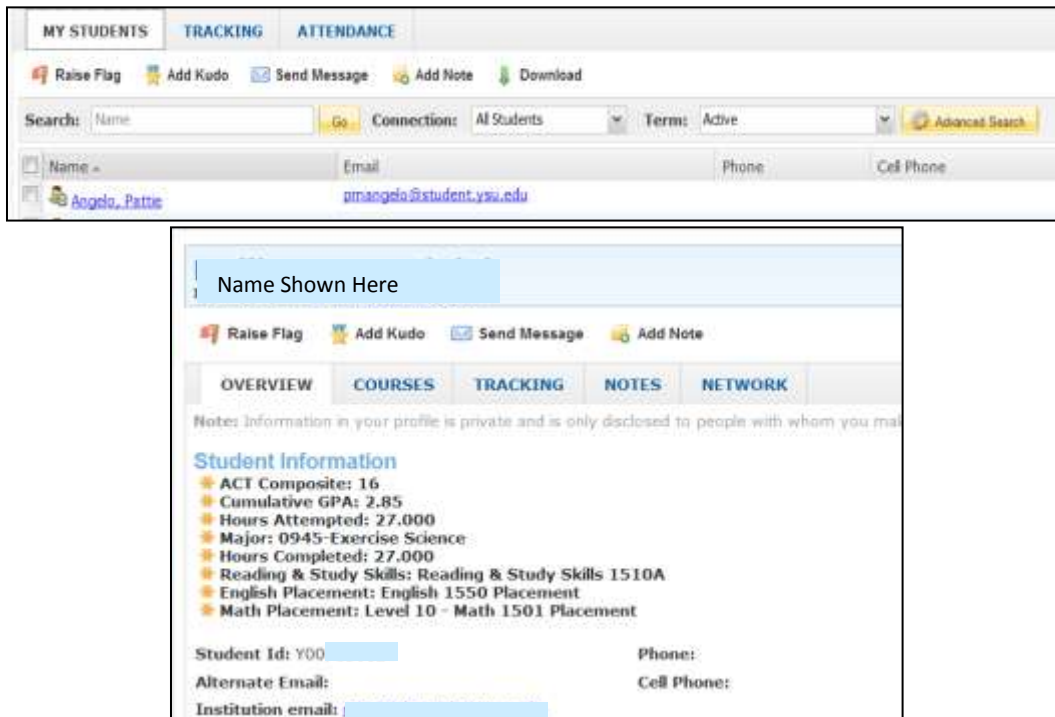 MY STUDENTS TRACKING ATTENDANCE
Raise Flag Add Kudo Send Message Add Note Download
Search: Name Go Connection: All Students Term: Active Advanced Search
Name Email Phone Cell Phone
Angelo, Pattie pmangelo@student.ysu.edu
Name Shown Here
Raise Flag Add Kudo Send Message Add Note
OVERVIEW COURSES TRACKING NOTES NETWORK
Note: Information in your profile is private and is only disclosed to people with whom you mak
Student Information
ACT Composite: 16
Cumulative GPA: 2.85
Hours Attempted: 27.000
Major: 0945-Exercise Science
Hours Completed: 27.000
Reading & Study Skills: Reading & Study Skills 1510A
English Placement: English 1550 Placement
Math Placement: Level 10 - Math 1501 Placement
Student Id: Y00 Phone:
Alternate Email: Cell Phone:
Institution email: